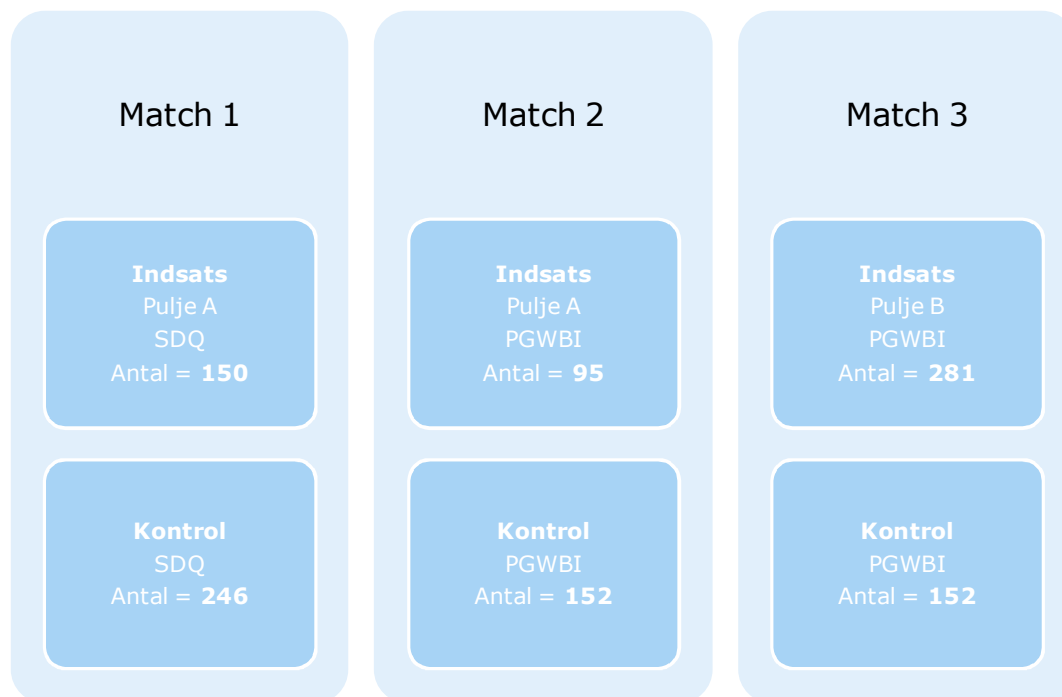 Match 1
Indsats
Pulje A
SDQ
Antal = 150
Kontrol
SDQ
Antal = 246
Match 2
Indsats
Pulje A
PGWBI
Antal = 95
Kontrol
PGWBI
Antal = 152
Match 3
Indsats
Pulje B
PGWBI
Antal = 281
Kontrol
PGWBI
Antal = 152